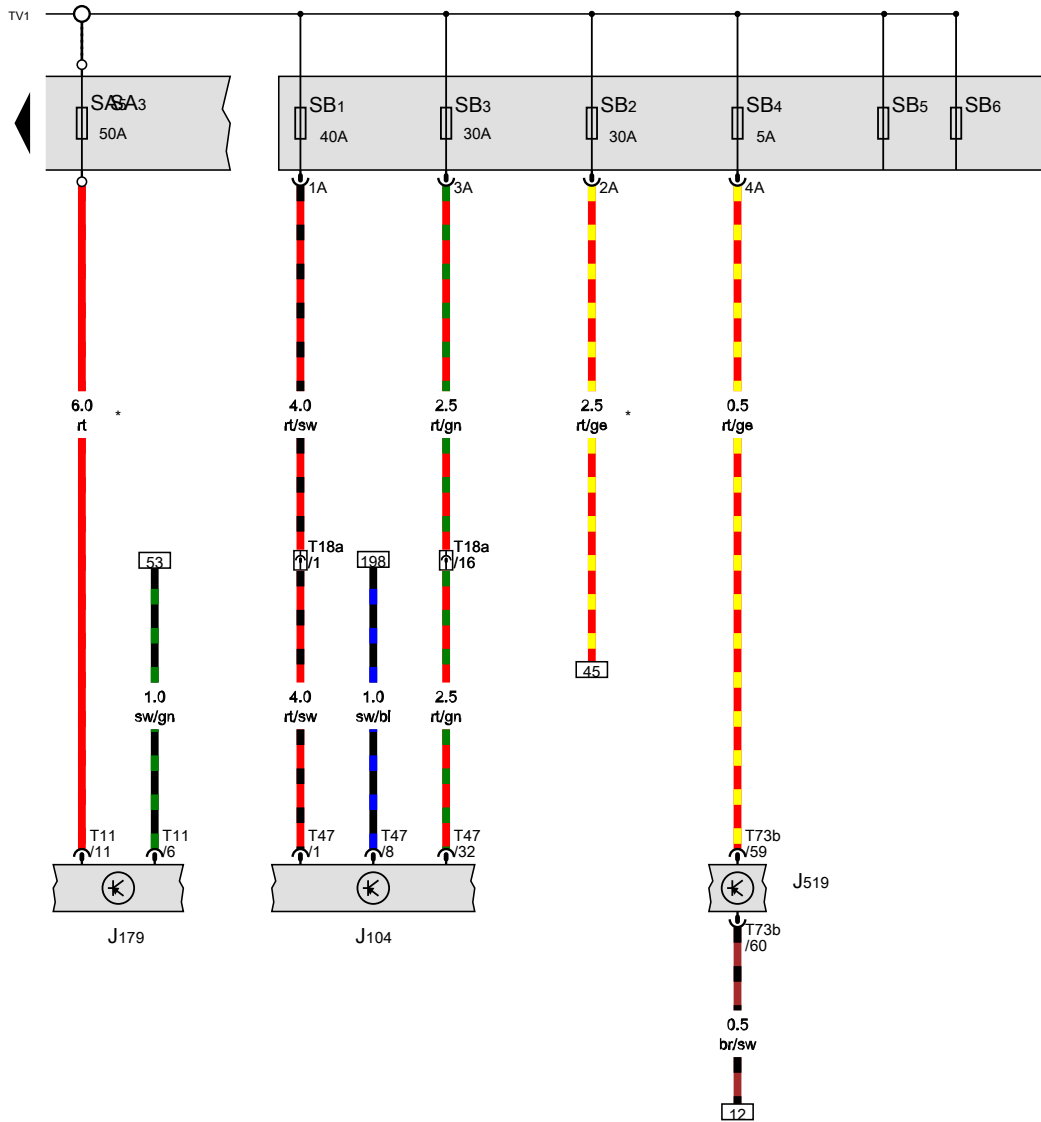 TV1
SA3
50A
SB1
40A
SB3
30A
SB2
30A
SB4
5A
SB5
SB6
1A
3A
2A
4A
6.0
rt
*
4.0
rt/sw
2.5
rt/gn
2.5
rt/ge
*
0.5
rt/ge
53
T18a
/1
198
T18a
/16
45
1.0
sw/gn
4.0
rt/sw
1.0
sw/bl
2.5
rt/gn
T11
/11
T11
/6
T47
/1
T47
/8
T47
/32
T73b
/59
J179
J104
J519
T73b
/60
0.5
br/sw
12